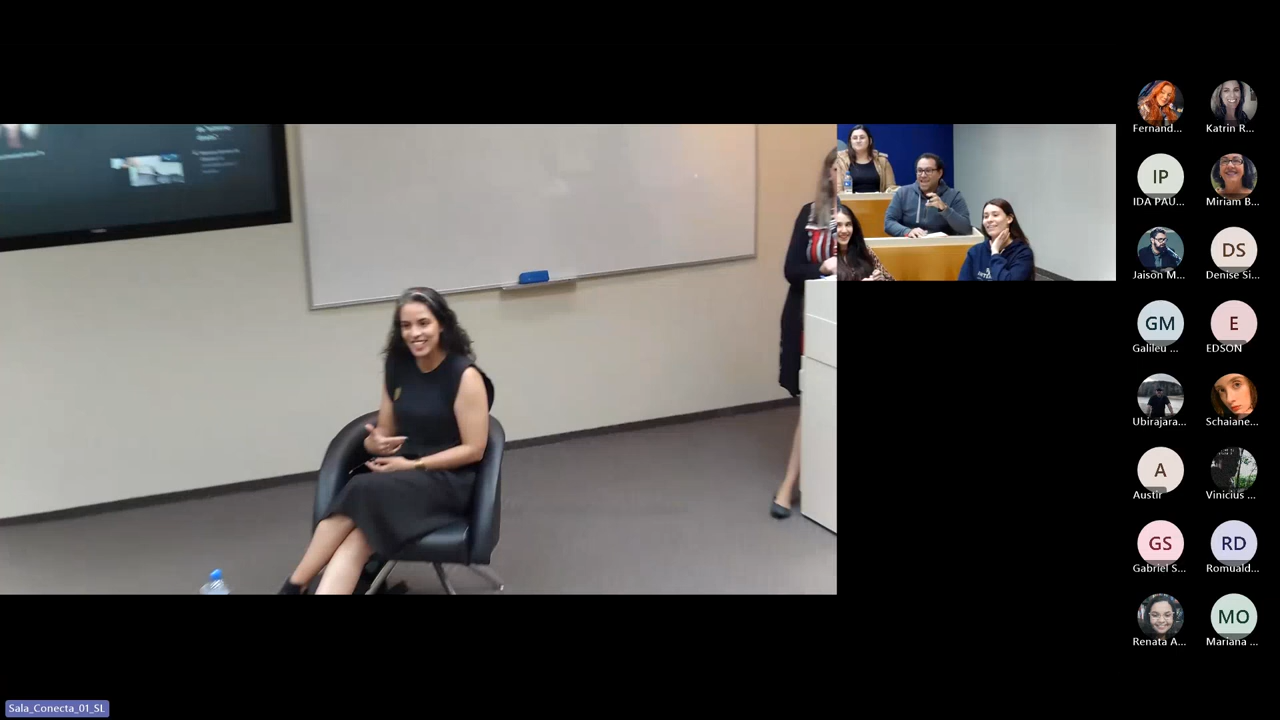 Fernand...
Katrin R...
IP
IDA PAU...
Miriam B...
Jaison M...
DS
Denise Si...
GM
Galileu ...
E
EDSON
Ubirajara...
Schaiane...
A
Austir
Vinicius ...
GS
Gabriel S...
RD
Romuald...
Renata A...
MO
Mariana ...
Sala_Conecta_01_SL